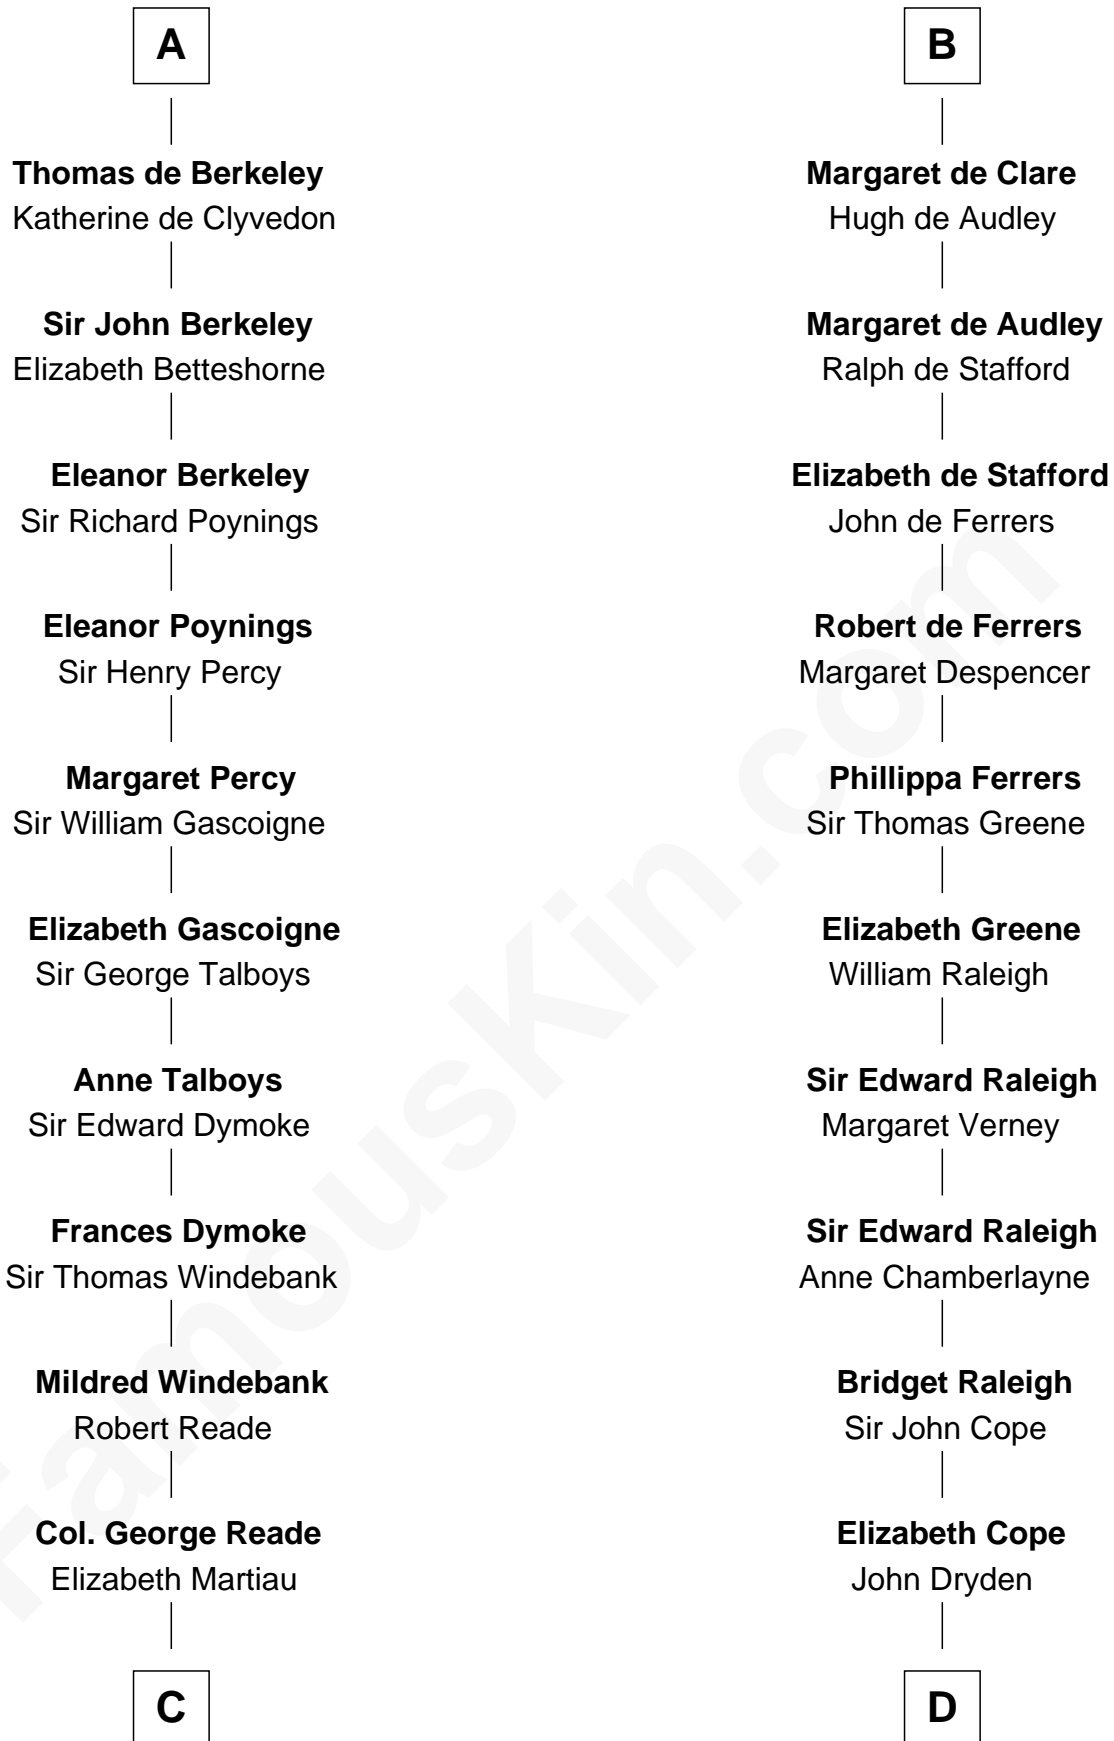 A
Thomas de Berkeley
Katherine de Clyvedon
Sir John Berkeley
Elizabeth Betteshorne
Eleanor Berkeley
Sir Richard Poynings
Eleanor Poynings
Sir Henry Percy
Margaret Percy
Sir William Gascoigne
Elizabeth Gascoigne
Sir George Talboys
Anne Talboys
Sir Edward Dymoke
Frances Dymoke
Sir Thomas Windebank
Mildred Windebank
Robert Reade
Col. George Reade
Elizabeth Martiau
C
B
Margaret de Clare
Hugh de Audley
Margaret de Audley
Ralph de Stafford
Elizabeth de Stafford
John de Ferrers
Robert de Ferrers
Margaret Despencer
Phillippa Ferrers
Sir Thomas Greene
Elizabeth Greene
William Raleigh
Sir Edward Raleigh
Margaret Verney
Sir Edward Raleigh
Anne Chamberlayne
Bridget Raleigh
Sir John Cope
Elizabeth Cope
John Dryden
D
FamousKin.com